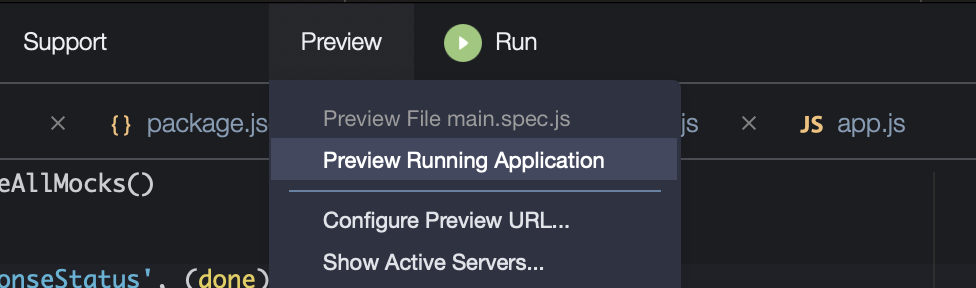 Support Preview Run
{} package.js js JS app.js
Preview File main.spec.js
Preview Running Application
eAllMocks()
Configure Preview URL...
Show Active Servers...
onseStatus', (done)